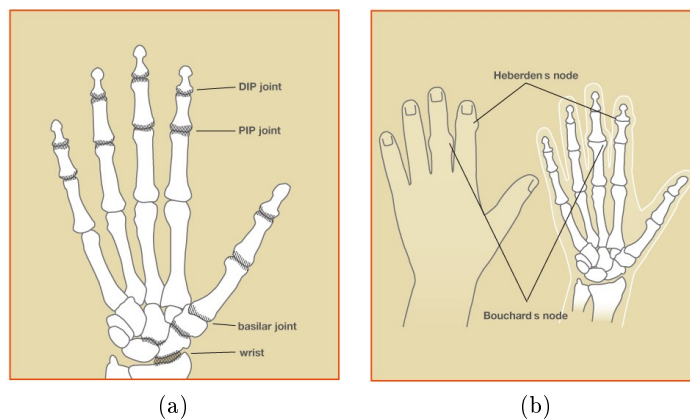 DIP joint
PIP joint
basilar joint
wrist
Heberden s node
Bouchard s node
(a)
(b)